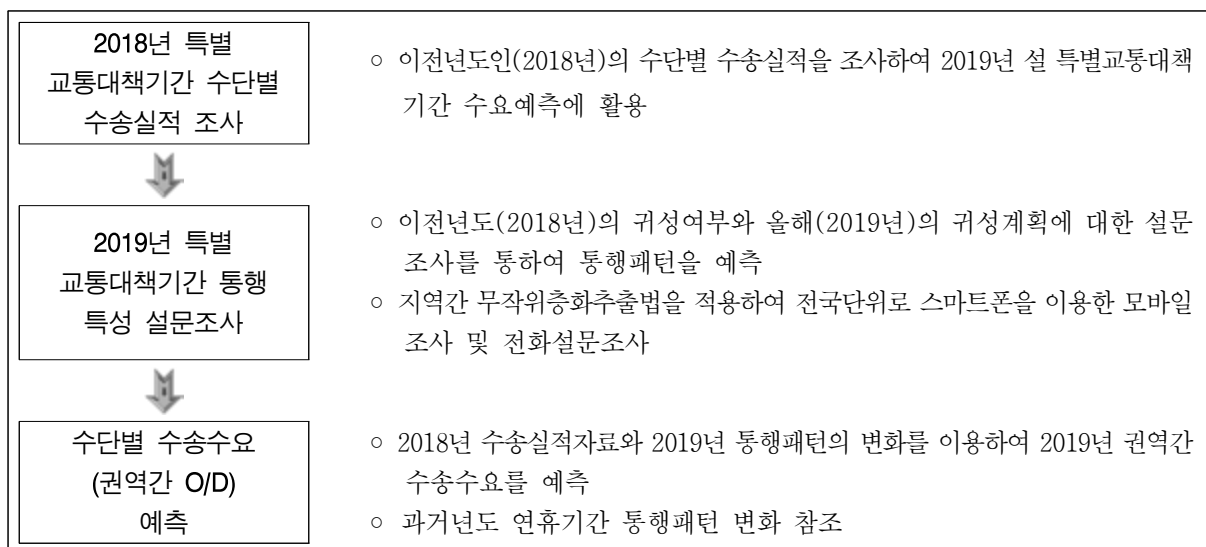 2018년 특별
교통대책기간 수단별
수송실적 조사
○ 이전년도인(2018년)의 수단별 수송실적을 조사하여 2019년 설 특별교통대책
기간 수요예측에 활용
2019년 특별
교통대책기간 통행
특성 설문조사
○ 이전년도(2018년)의 귀성여부와 올해(2019년)의 귀성계획에 대한 설문
조사를 통하여 통행패턴을 예측
○ 지역간 무작위층화추출법을 적용하여 전국단위로 스마트폰을 이용한 모바일
조사 및 전화설문조사
수단별 수송수요
(권역간 O/D)
예측
○ 2018년 수송실적자료와 2019년 통행패턴의 변화를 이용하여 2019년 권역간
수송수요를 예측
○ 과거년도 연휴기간 통행패턴 변화 참조